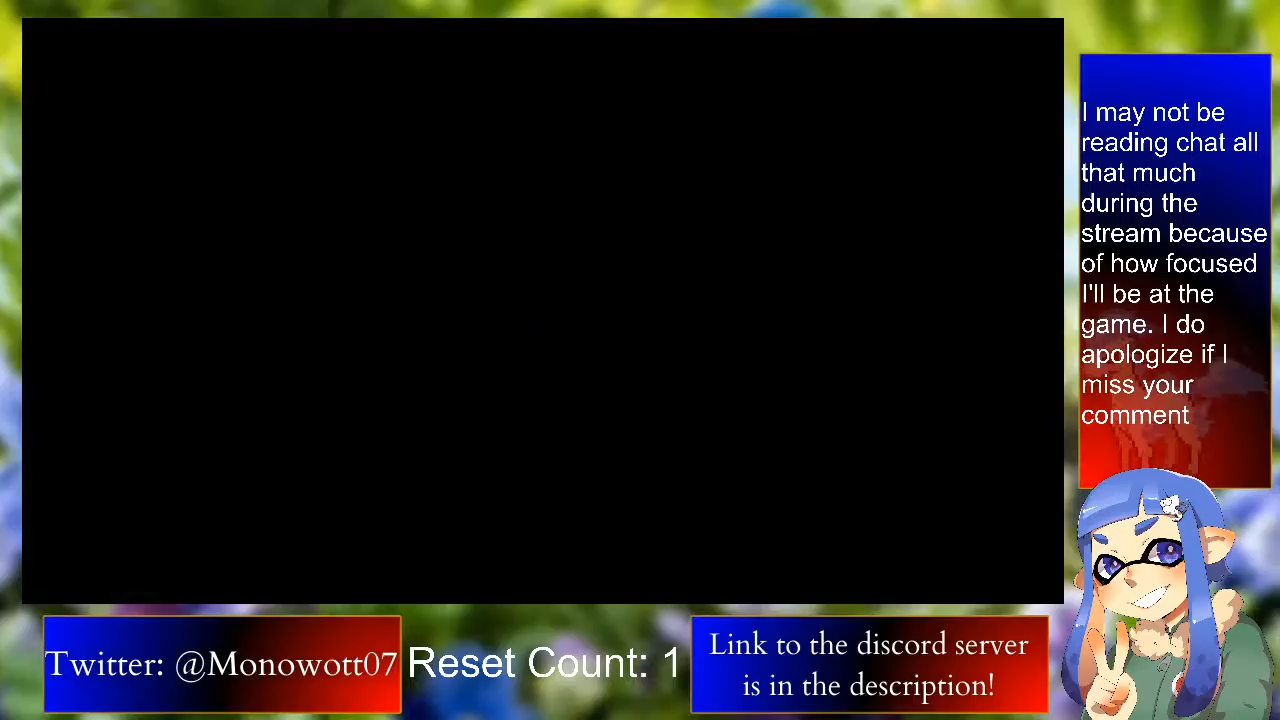 I may not be
reading chat all
that much
during the
stream because
of how focused
I'll be at the
game. I do
apologize if I
miss your
comment
Twitter: @Monowott07
Reset Count: 1
Link to the discord server
is in the description!